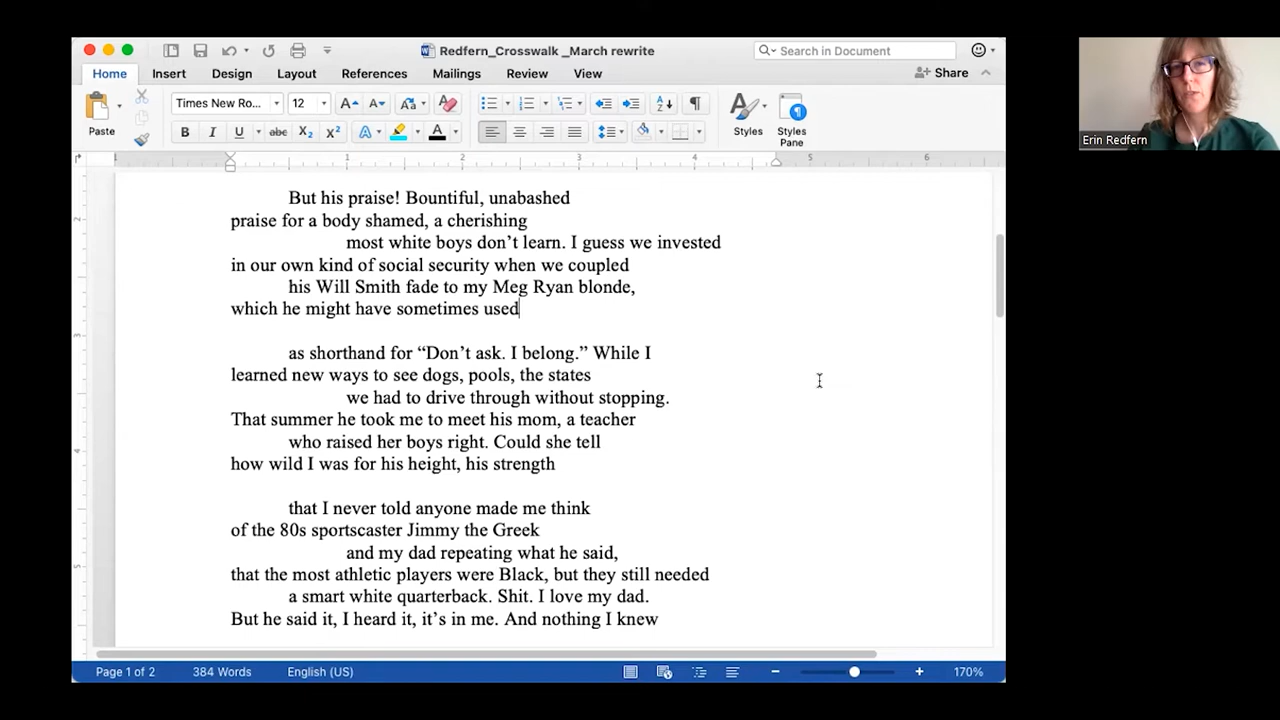 Redfern_Crosswalk _March rewrite
Search in Document
Home Insert Design Layout References Mailings Review View Share
Paste
Times New Ro...
12
Styles
Styles Pane
1 1 2 3 4 5 6
But his praise! Bountiful, unabashed
praise for a body shamed, a cherishing
most white boys don’t learn. I guess we invested
in our own kind of social security when we coupled
his Will Smith fade to my Meg Ryan blonde,
which he might have sometimes used
as shorthand for “Don’t ask. I belong.” While I
learned new ways to see dogs, pools, the states
we had to drive through without stopping.
That summer he took me to meet his mom, a teacher
who raised her boys right. Could she tell
how wild I was for his height, his strength
that I never told anyone made me think
of the 80s sportscaster Jimmy the Greek
and my dad repeating what he said,
that the most athletic players were Black, but they still needed
a smart white quarterback. Shit. I love my dad.
But he said it, I heard it, it’s in me. And nothing I knew
Page 1 of 2 384 Words English (US) 170%
Erin Redfern